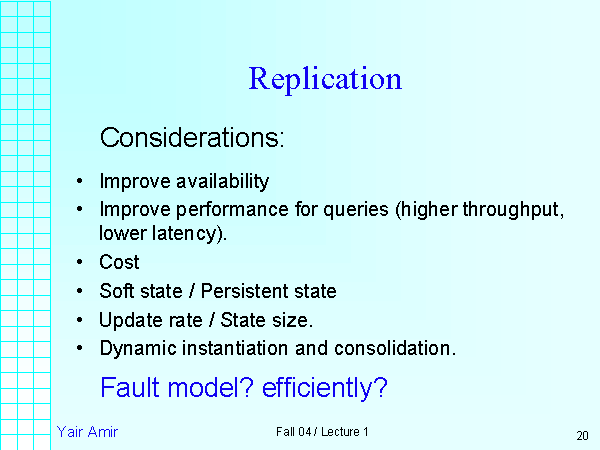 Replication
Considerations:
• Improve availability
• Improve performance for queries (higher throughput,
lower latency).
• Cost
• Soft state / Persistent state
• Update rate / State size.
• Dynamic instantiation and consolidation.
Fault model? efficiently?
Yair Amir
Fall 04 / Lecture 1
20